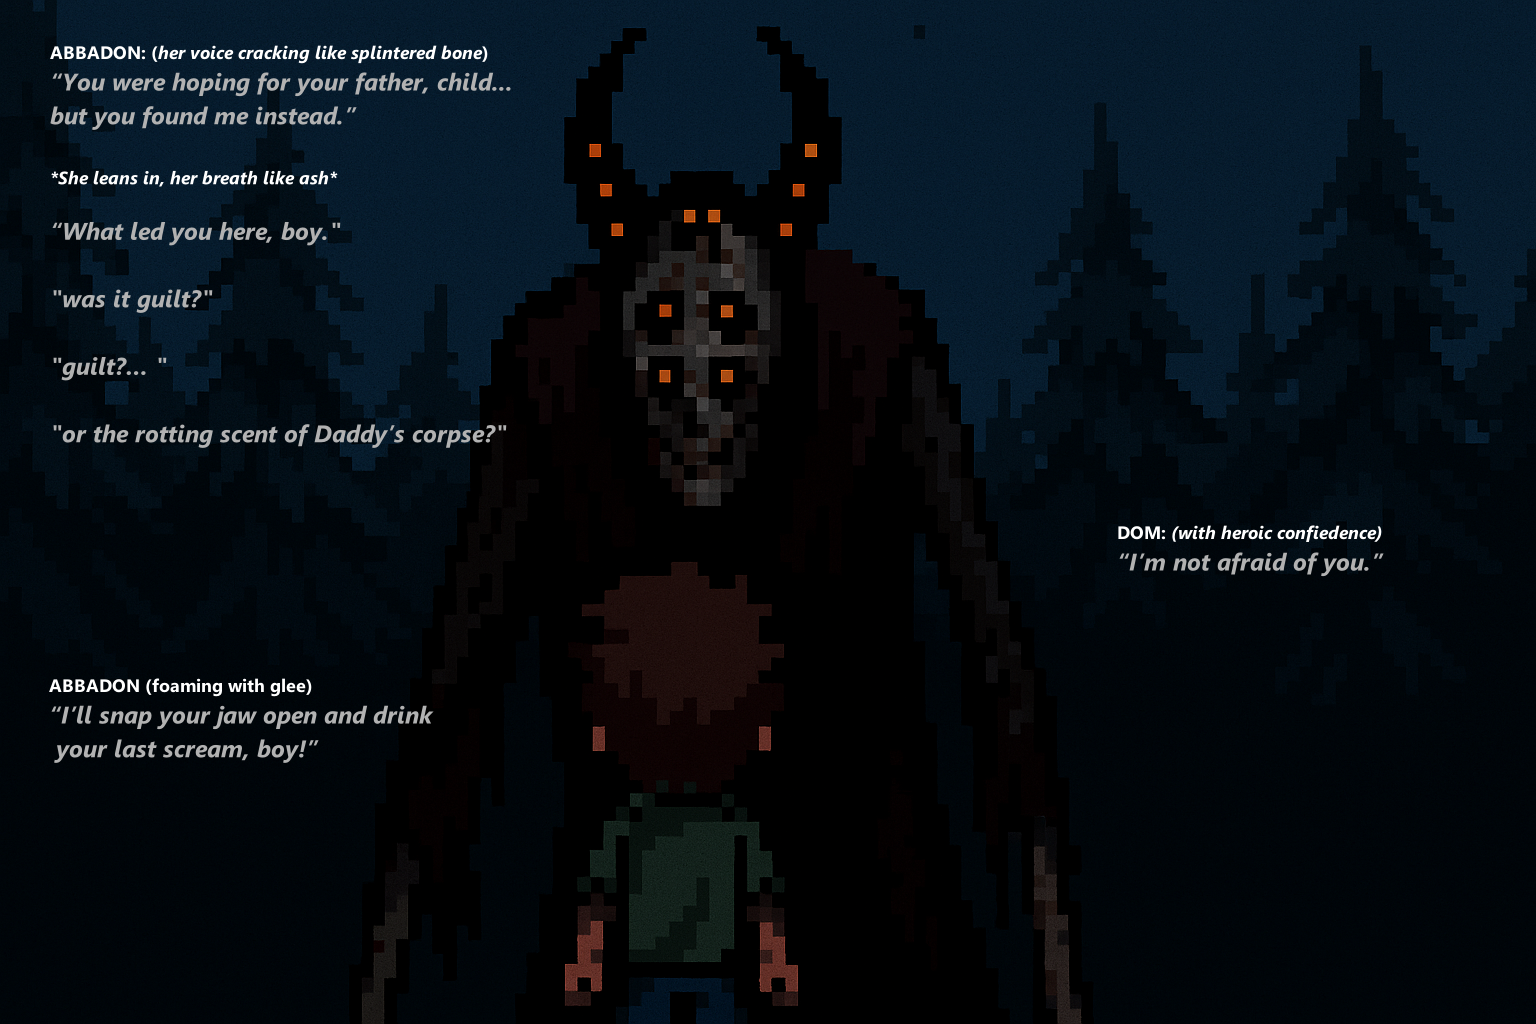 ABBADON: (her voice cracking like splintered bone)
“You were hoping for your father, child...
but you found me instead.”
*She leans in, her breath like ash*
“What led you here, boy."
"was it guilt?"
"guilt?... "
"or the rotting scent of Daddy’s corpse?"
DOM: (with heroic confiedence)
“I’m not afraid of you.”
ABBADON (foaming with glee)
“I’ll snap your jaw open and drink
your last scream, boy!”